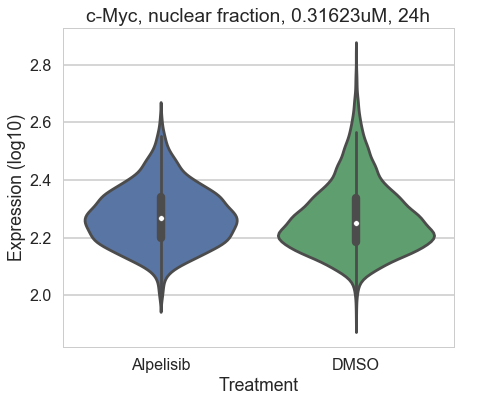 c-Myc, nuclear fraction, 0.31623uM, 24h
Expression (log10)
2.8
2.6
2.4
2.2
2.0
Alpelisib DMSO
Treatment